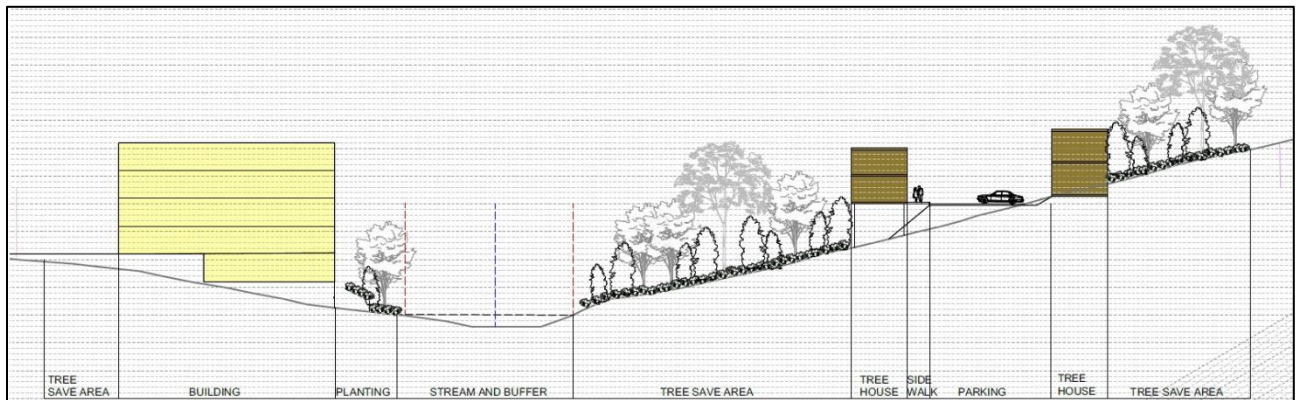 TREE
SAVE AREA
BUILDING
PLANTING
STREAM AND BUFFER
TREE SAVE AREA
TREE
HOUSE
SIDE
WALK
PARKING
TREE
HOUSE
TREE SAVE AREA